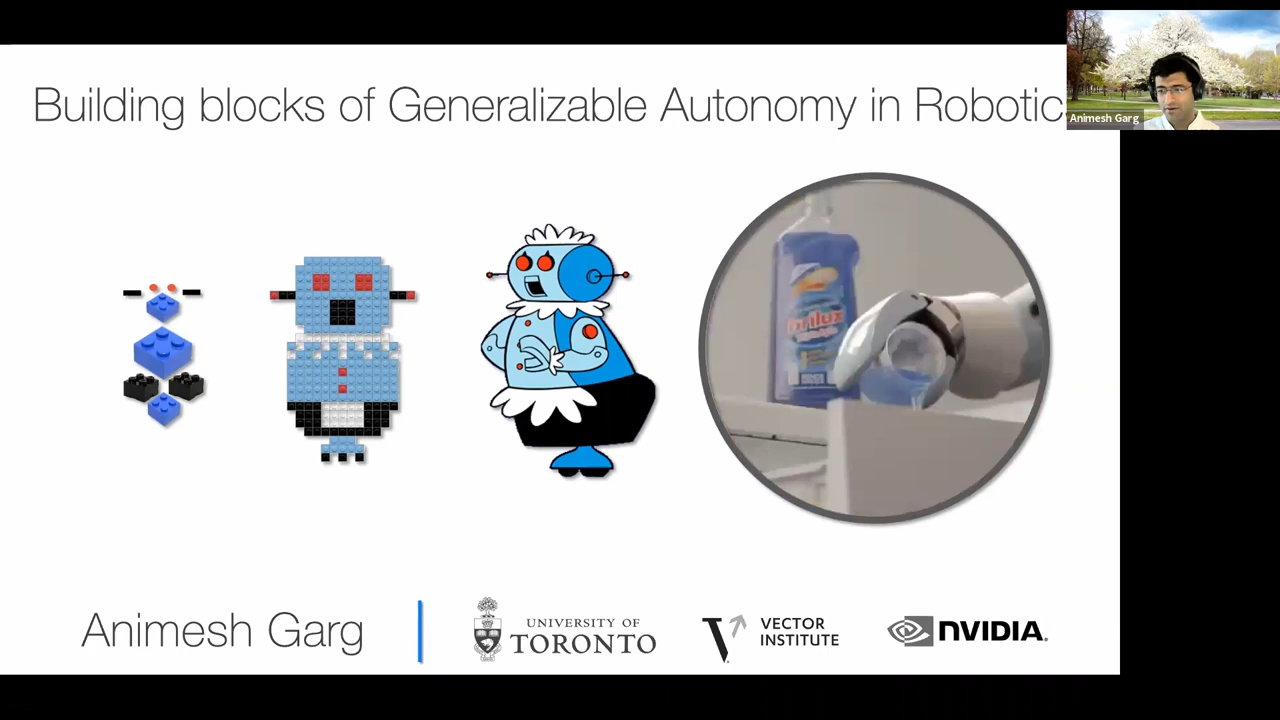 Building blocks of Generalizable Autonomy in Robotic
Animesh Garg
Animesh Garg
UNIVERSITY OF
TORONTO
VECTOR
INSTITUTE
NVIDIA